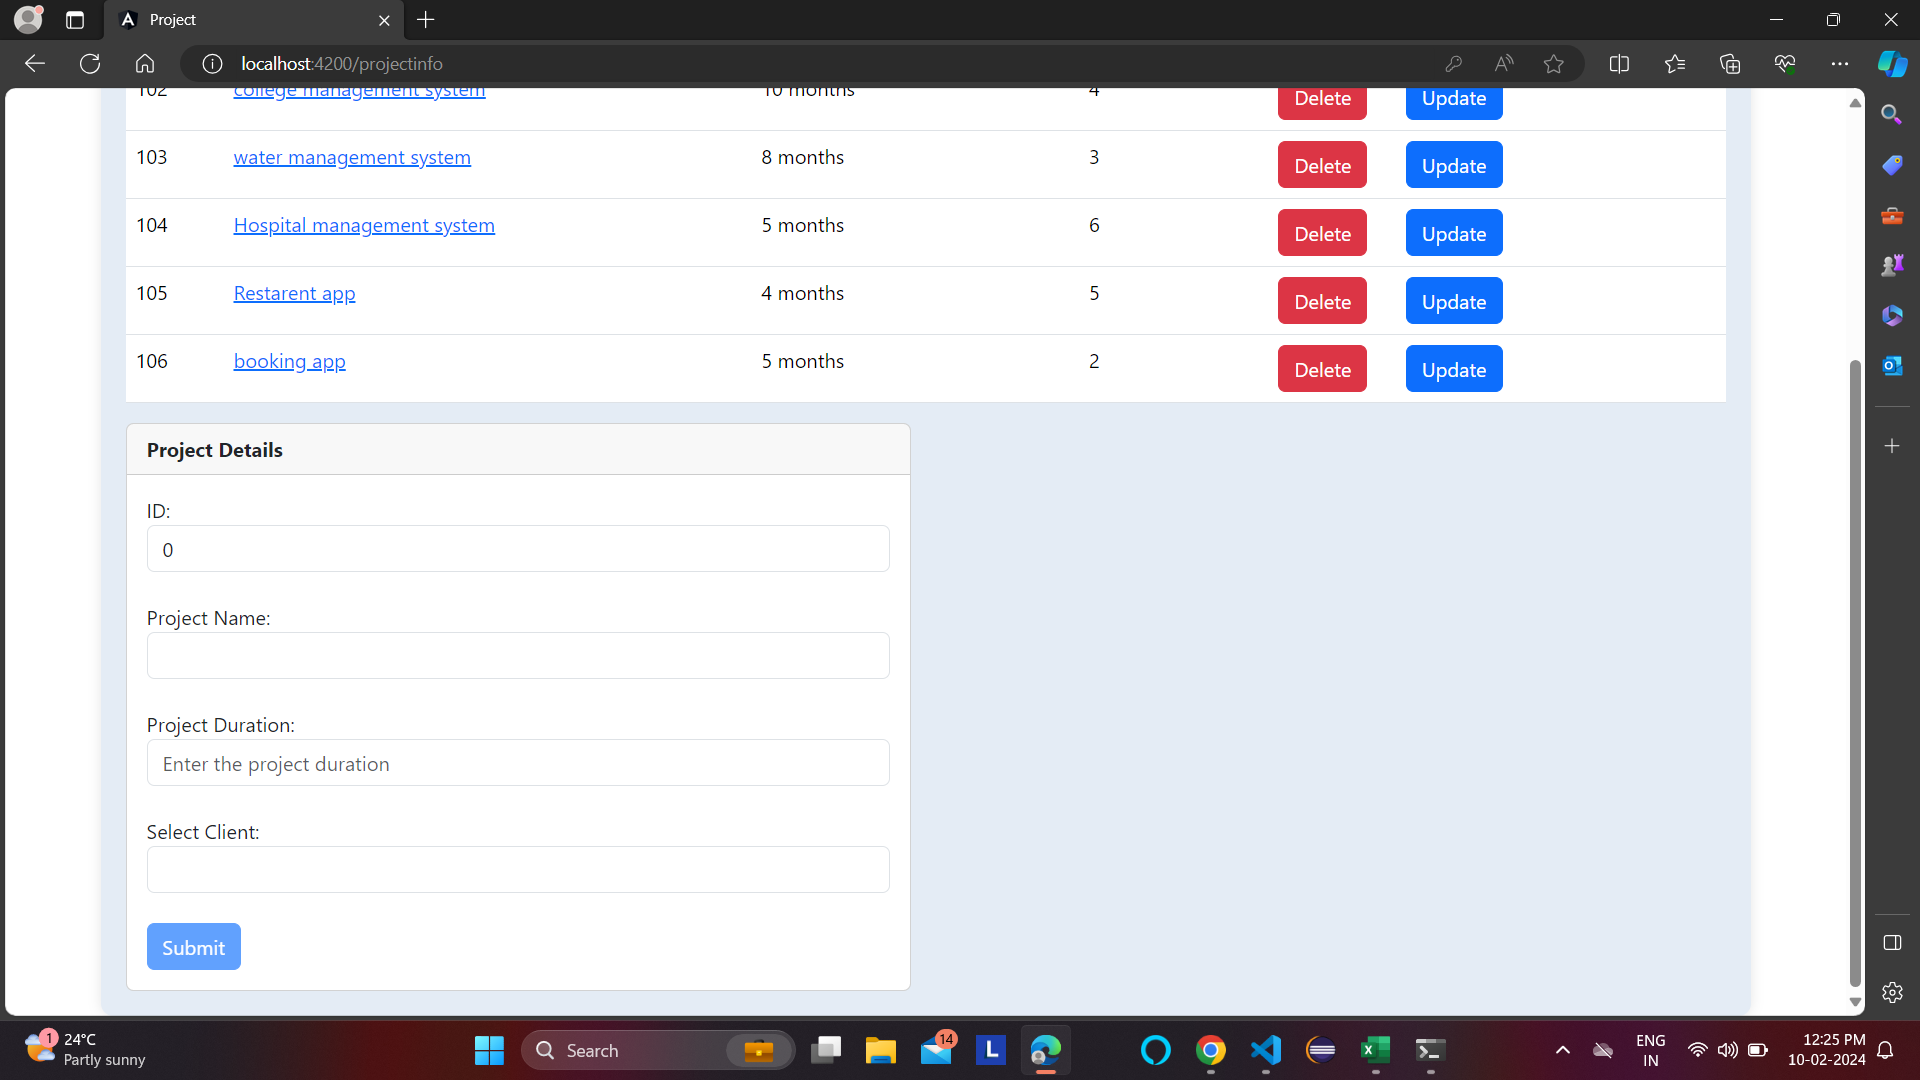 Project
localhost:4200/projectinfo
102 college management system 10 months 4 Delete Update
103 water management system 8 months 3 Delete Update
104 Hospital management system 5 months 6 Delete Update
105 Restarent app 4 months 5 Delete Update
106 booking app 5 months 2 Delete Update
Project Details
ID:
0
Project Name:
Project Duration:
Enter the project duration
Select Client:
Submit
1
24°C
Partly sunny
Search
14
L
ENG
IN
12:25 PM
10-02-2024